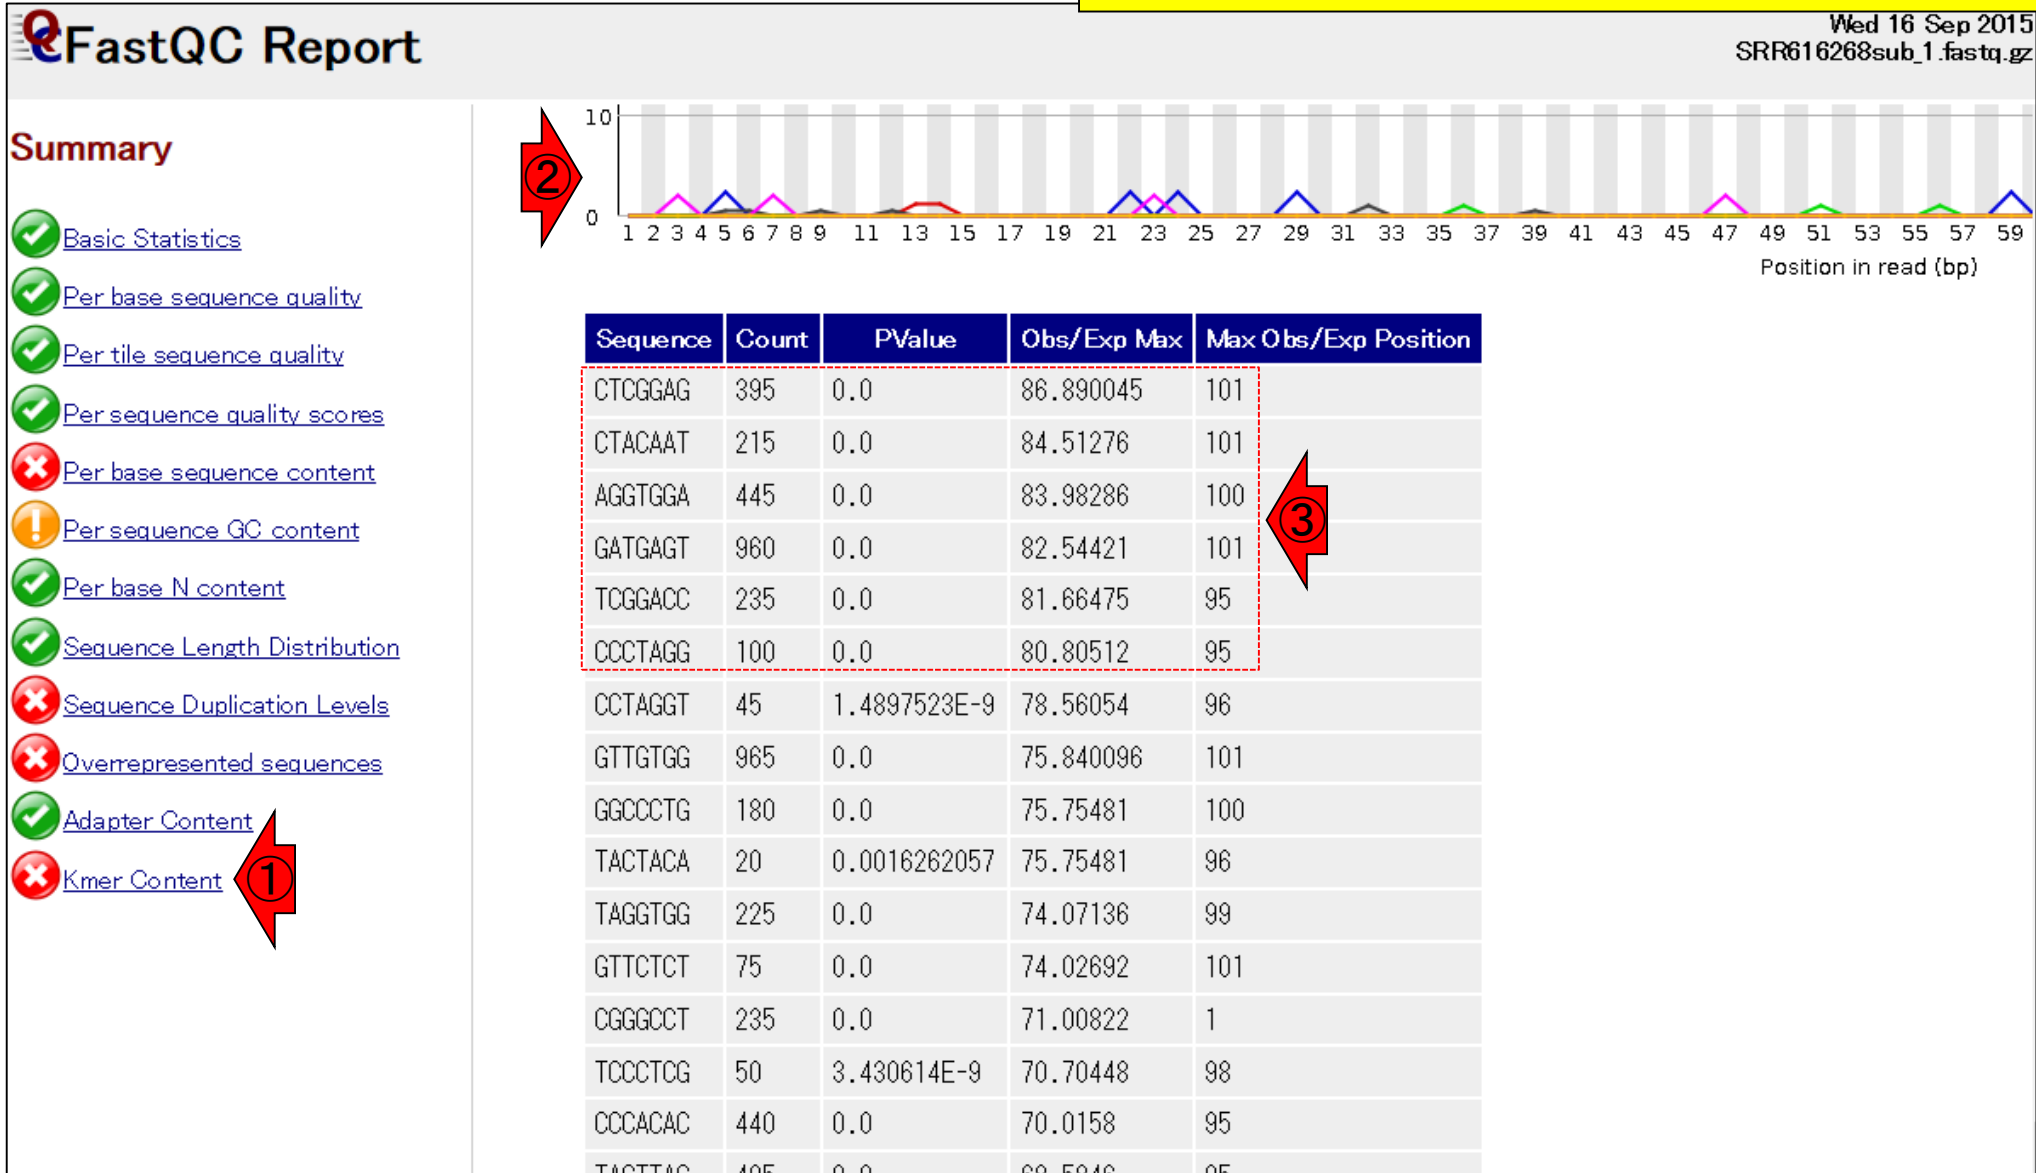 FastQC Report
Wed 16 Sep 2015
SRR616268sub_1.fastq.gz
Summary
Basic Statistics
Per base sequence quality
Per tile sequence quality
Per sequence quality scores
Per base sequence content
Per sequence GC content
Per base N content
Sequence Length Distribution
Sequence Duplication Levels
Overrepresented sequences
Adapter Content
Kmer Content
①
②
10
0
1 2 3 4 5 6 7 8 9 11 13 15 17 19 21 23 25 27 29 31 33 35 37 39 41 43 45 47 49 51 53 55 57 59
Position in read (bp)
Sequence Count PValue Obs/Exp Max Max Obs/Exp Position
CTCGGAG 395 0.0 86.890045 101
CTACAAT 215 0.0 84.51276 101
AGGTGGA 445 0.0 83.98286 100
GATGAGT 960 0.0 82.54421 101
TCGGACC 235 0.0 81.66475 95
CCCTAGG 100 0.0 80.80512 95
③
CCTAGGT 45 1.4897523E-9 78.56054 96
GTTGTGG 965 0.0 75.840096 101
GGCCCTG 180 0.0 75.75481 100
TACTACA 20 0.0016262057 75.75481 96
TAGGTGG 225 0.0 74.07136 99
GTTCTCT 75 0.0 74.02692 101
CGGGCCT 235 0.0 71.00822 1
TCCCTCG 50 3.430614E-9 70.70448 98
CCCACAC 440 0.0 70.0158 95